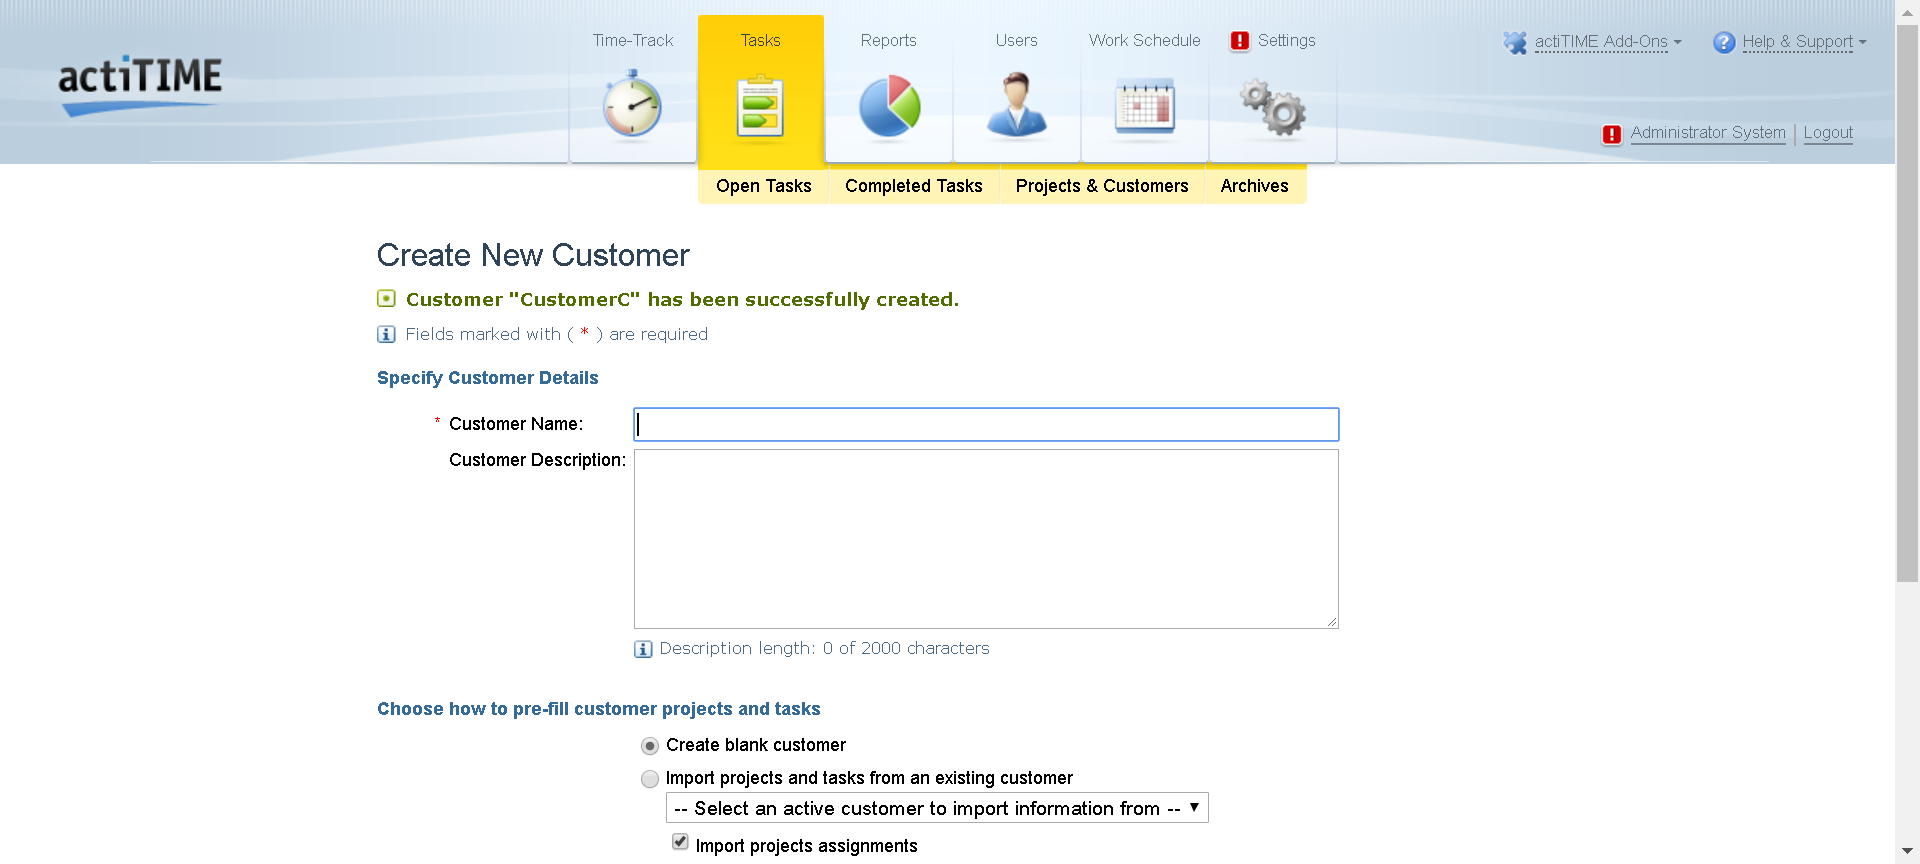 actiTIME
Time-Track
Tasks
Reports
Users
Work Schedule
Settings
actiTIME Add-Ons
Help & Support
Administrator System | Logout
Open Tasks
Completed Tasks
Projects & Customers
Archives
Create New Customer
Customer "CustomerC" has been successfully created.
Fields marked with ( * ) are required
Specify Customer Details
* Customer Name:
Customer Description:
Description length: 0 of 2000 characters
Choose how to pre-fill customer projects and tasks
Create blank customer
Import projects and tasks from an existing customer
-- Select an active customer to import information from --
Import projects assignments